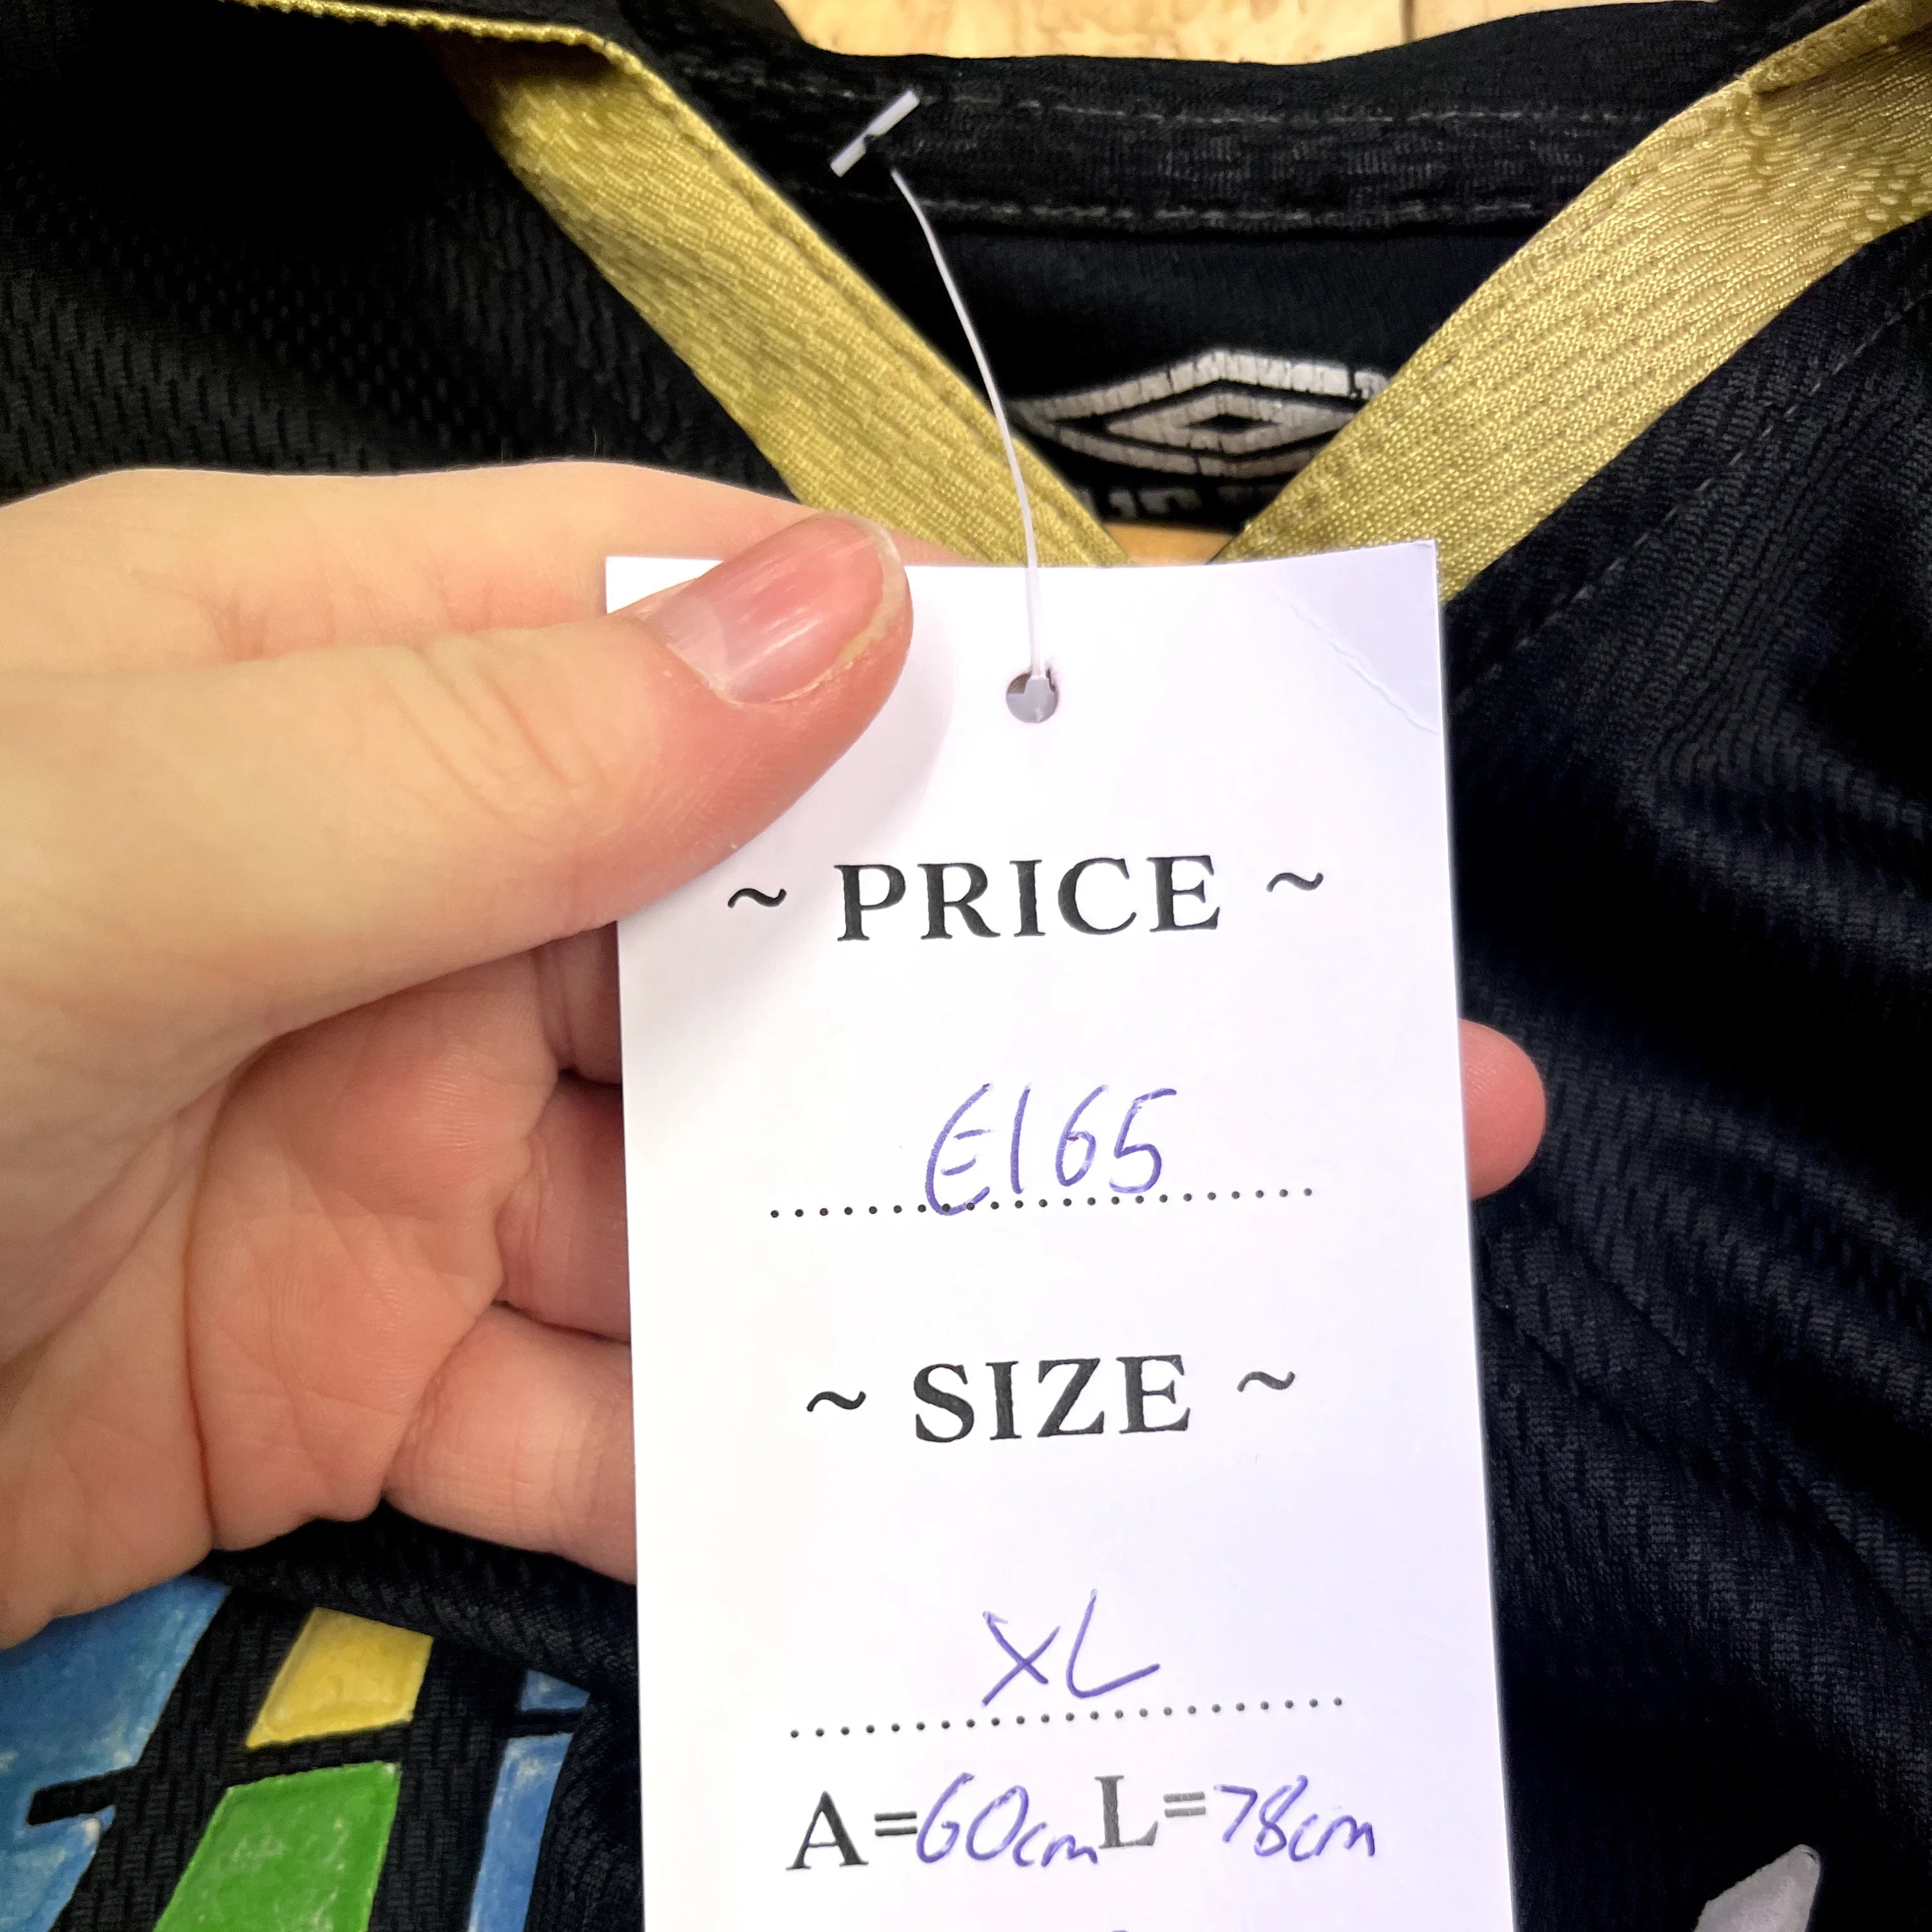 ~ PRICE ~
€165
~ SIZE ~
XL
A=60cm L=78cm